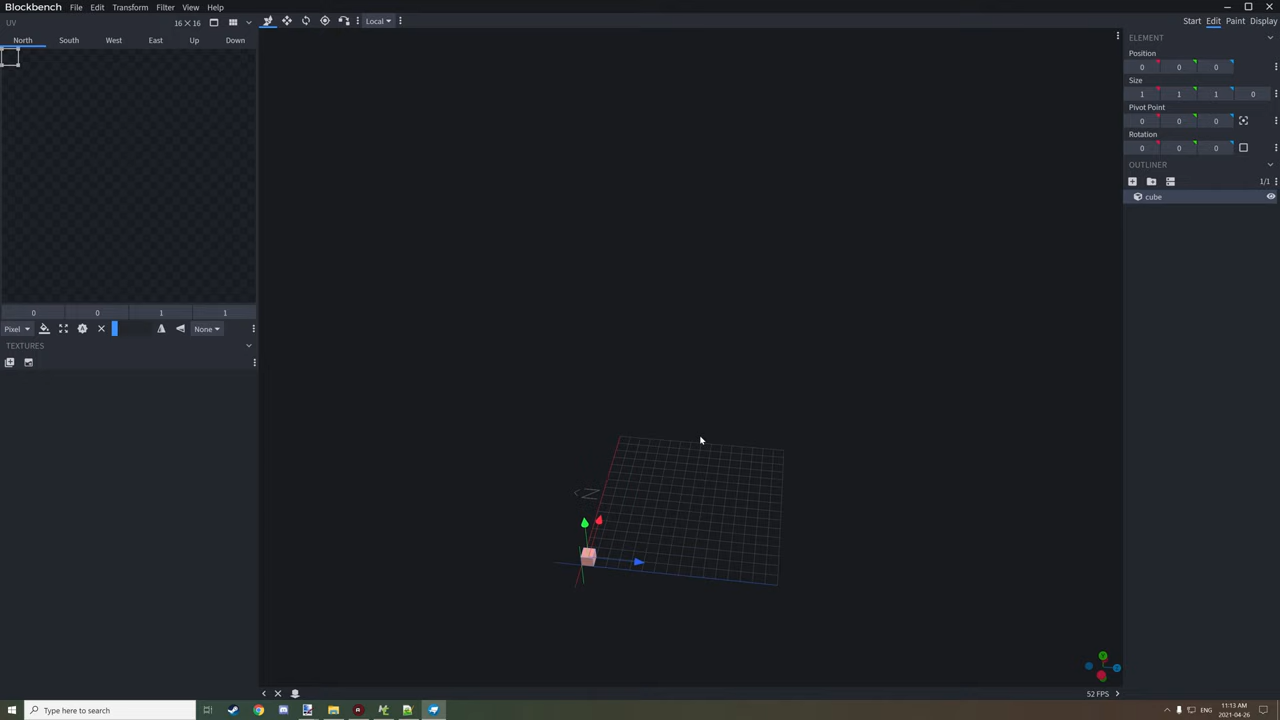 Blockbench File Edit Transform Filter View Help
UV 16 × 16 Local Start Edit Paint Display
North South West East Up Down
ELEMENT
Position
0 0 0
Size
1 1 1 0
Pivot Point
0 0 0
Rotation
0 0 0
OUTLINER
1/1
cube
0 0 1 1
Pixel None
TEXTURES
N
Y
52 FPS
Type here to search
ENG
11:13 AM
2021-04-26